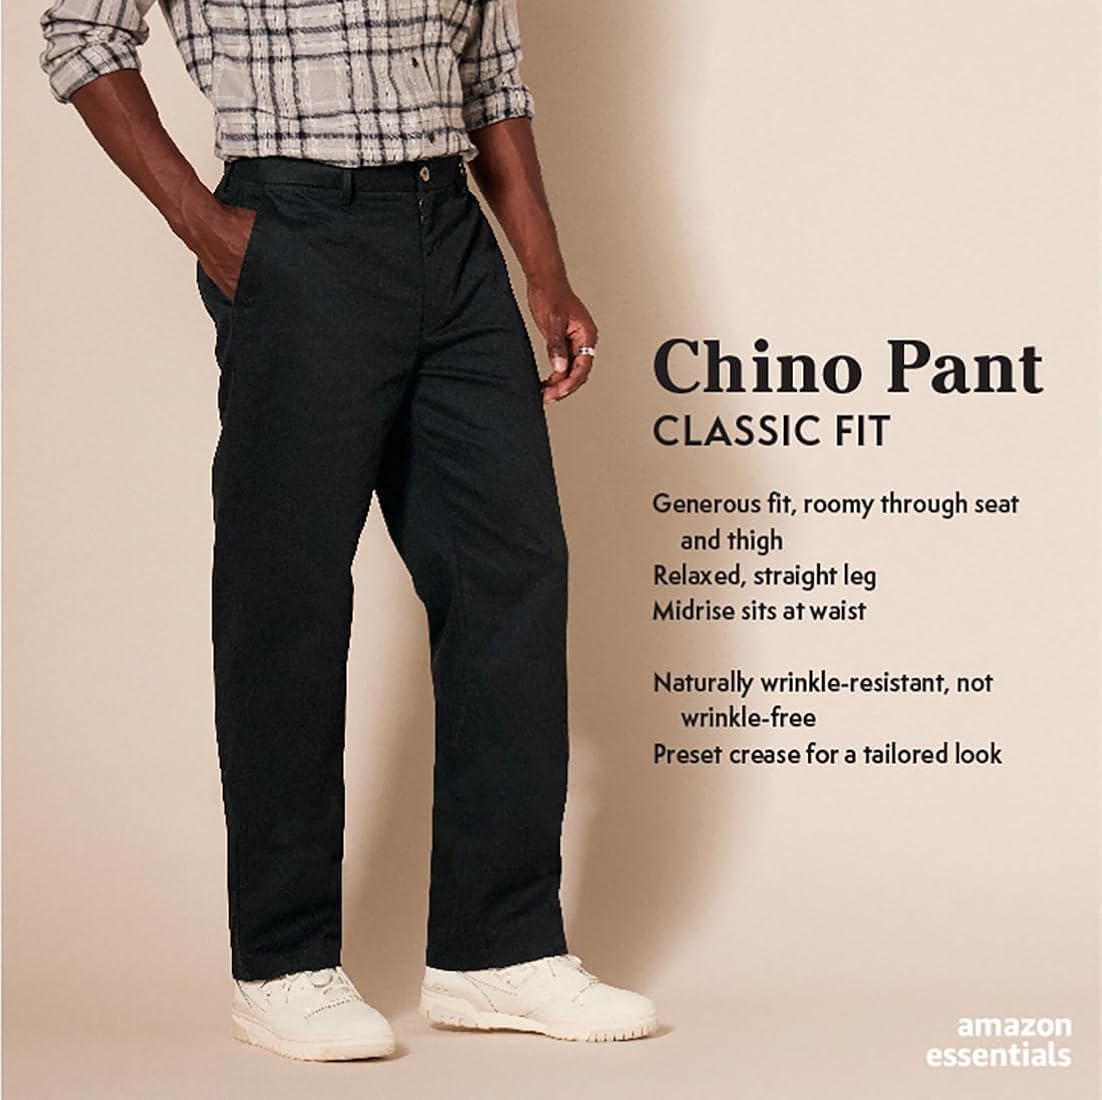 Chino Pant
CLASSIC FIT
Generous fit, roomy through seat
and thigh
Relaxed, straight leg
Midrise sits at waist
Naturally wrinkle-resistant, not
wrinkle-free
Preset crease for a tailored look
amazon
essentials